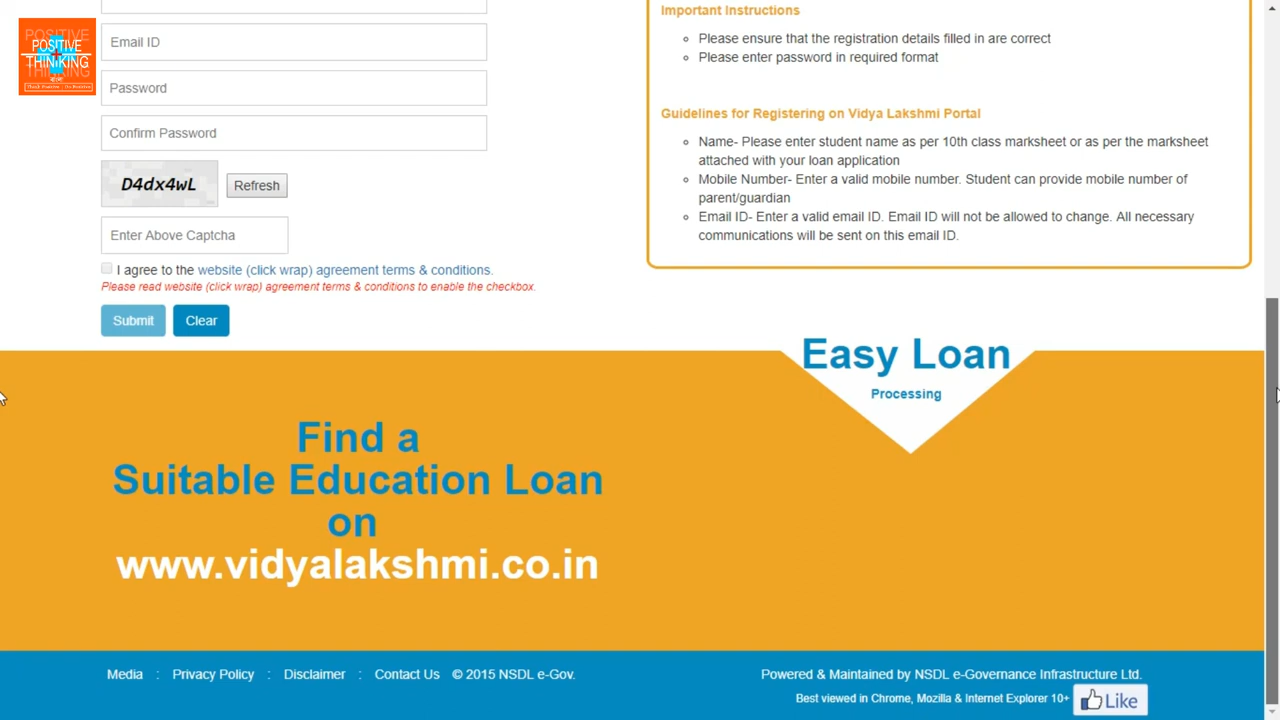 POSITIVE
POSITIVE
THINKING
THINKING
বাংলা
Think Positive , Be Positive
Email ID
Password
Confirm Password
D4dx4wL
Refresh
Enter Above Captcha
I agree to the website (click wrap) agreement terms & conditions.
Please read website (click wrap) agreement terms & conditions to enable the checkbox.
Submit
Clear
Important Instructions
Please ensure that the registration details filled in are correct
Please enter password in required format
Guidelines for Registering on Vidya Lakshmi Portal
Name- Please enter student name as per 10th class marksheet or as per the marksheet
attached with your loan application
Mobile Number- Enter a valid mobile number. Student can provide mobile number of
parent/guardian
Email ID- Enter a valid email ID. Email ID will not be allowed to change. All necessary
communications will be sent on this email ID.
Easy Loan
Processing
Find a
Suitable Education Loan
on
www.vidyalakshmi.co.in
Media : Privacy Policy : Disclaimer : Contact Us © 2015 NSDL e-Gov.
Powered & Maintained by NSDL e-Governance Infrastructure Ltd.
Best viewed in Chrome, Mozilla & Internet Explorer 10+
Like